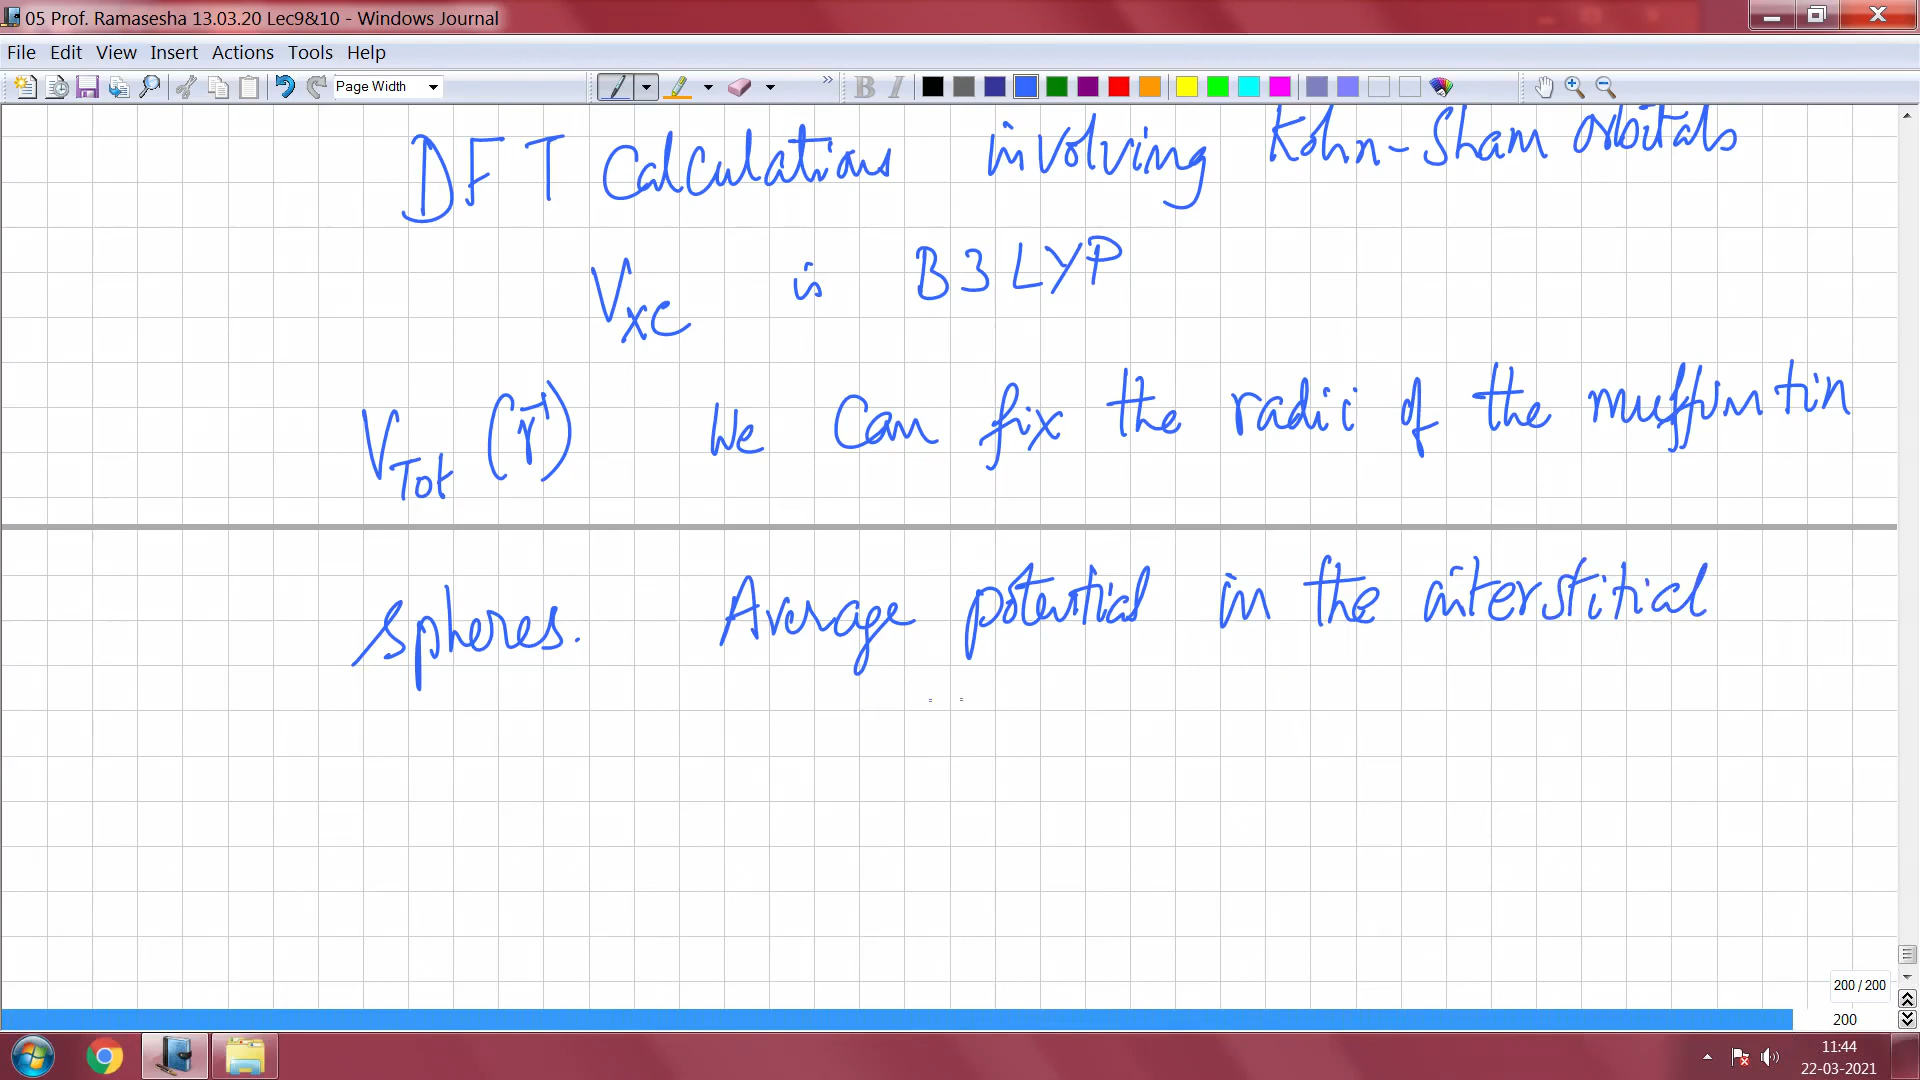 05 Prof. Ramasesha 13.03.20 Lec9&10 - Windows Journal
File Edit View Insert Actions Tools Help
Page Width
B I
DFT Calculations involving Kohn-Sham orbitals
V_xc is B3LYP
V_Tot (r⃗) We can fix the radii of the muffin tin
spheres. Average potential in the interstitial
200 / 200
200
11:44
22-03-2021